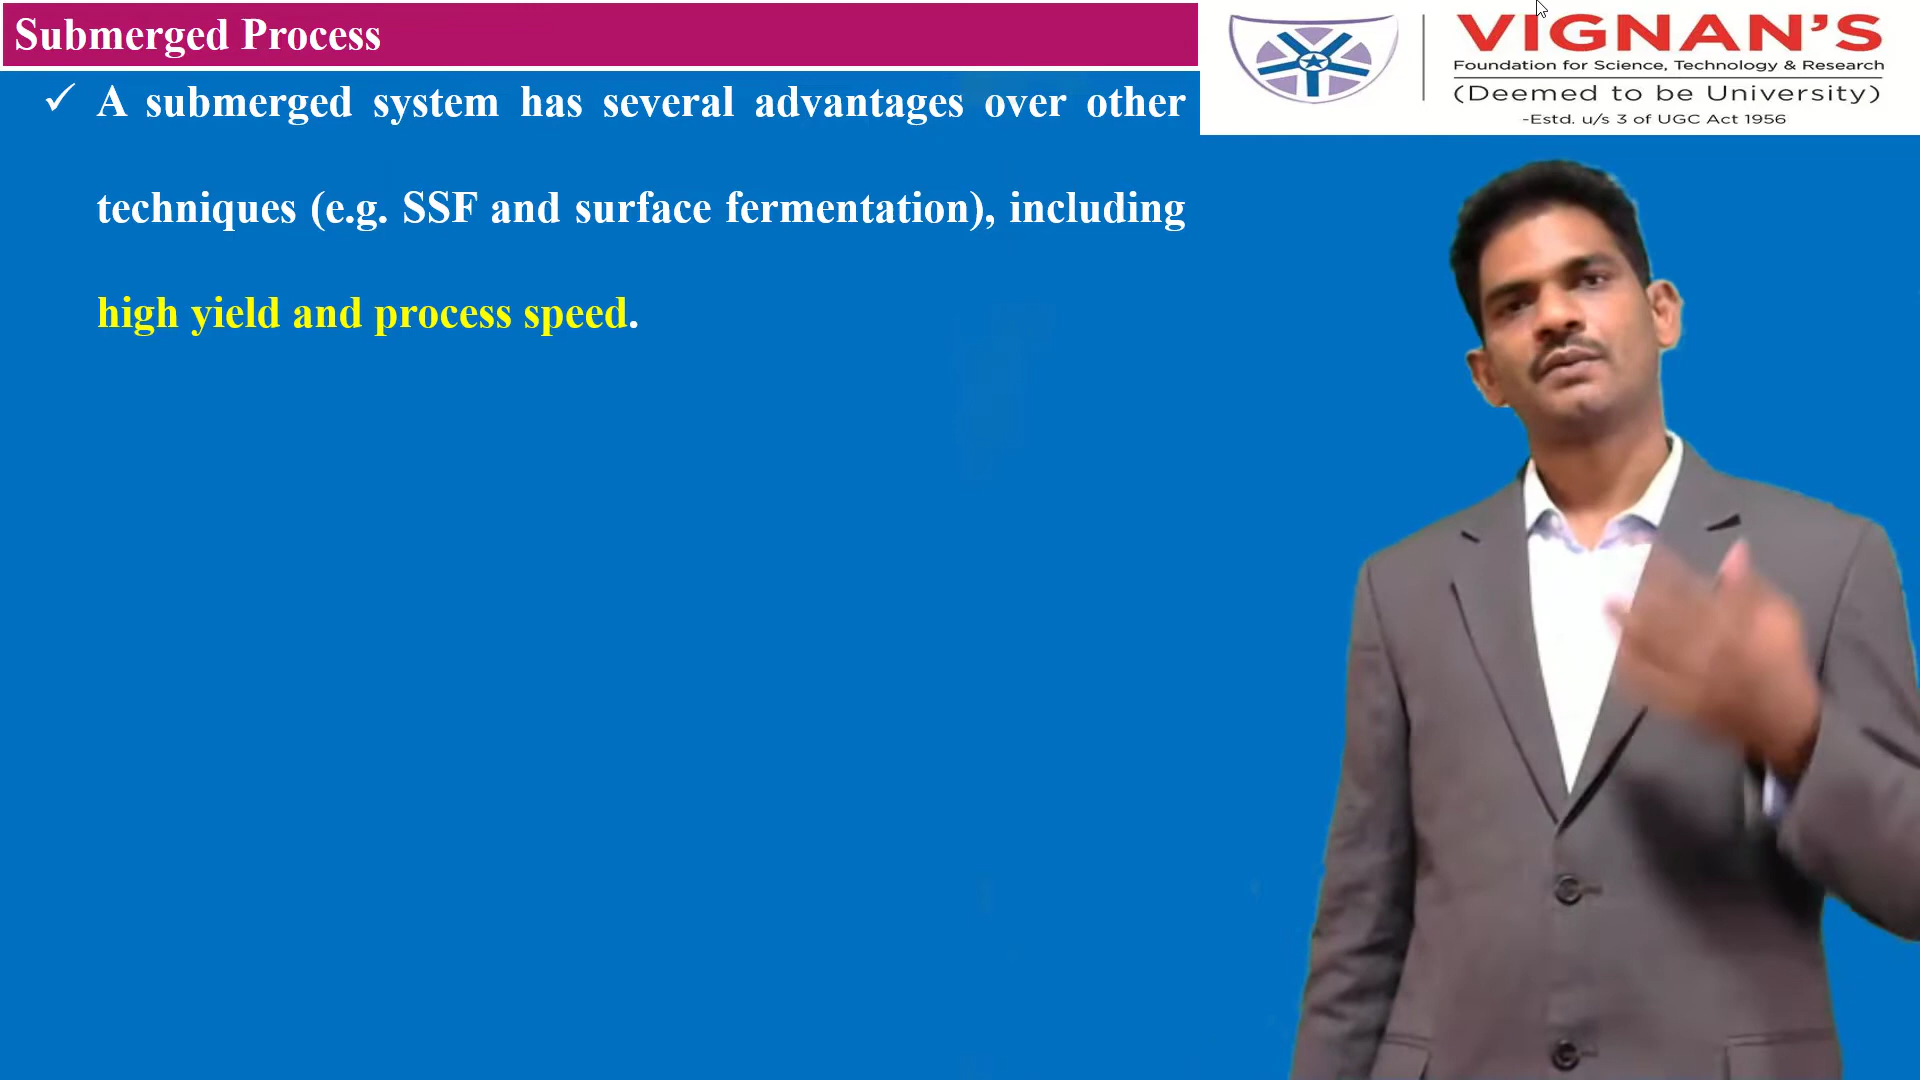 Submerged Process
✓ A submerged system has several advantages over other
techniques (e.g. SSF and surface fermentation), including
high yield and process speed.
VIGNAN'S
Foundation for Science, Technology & Research
(Deemed to be University)
-Estd. u/s 3 of UGC Act 1956